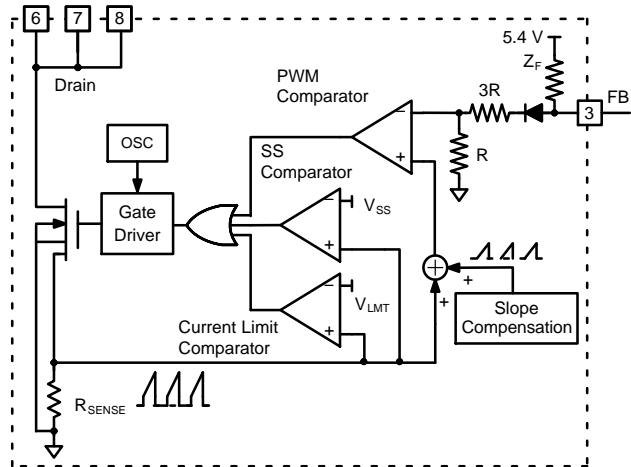 6 7 8
5.4 V
Z_F
Drain
PWM
Comparator
3R
3 FB
OSC
SS
Comparator
R
Gate
Driver
V_SS
V_LMT
Slope
Compensation
Current Limit
Comparator
R_SENSE